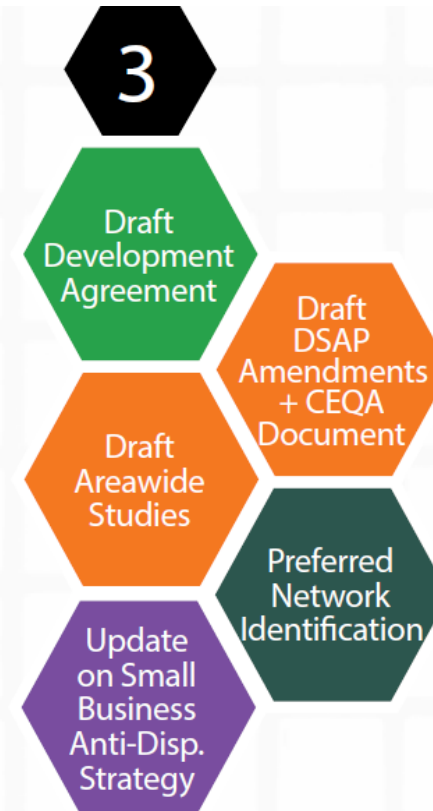 3
Draft
Development
Agreement
Draft
DSAP
Amendments
+ CEQA
Document
Draft
Areawide
Studies
Preferred
Network
Identification
Update
on Small
Business
Anti-Disp.
Strategy